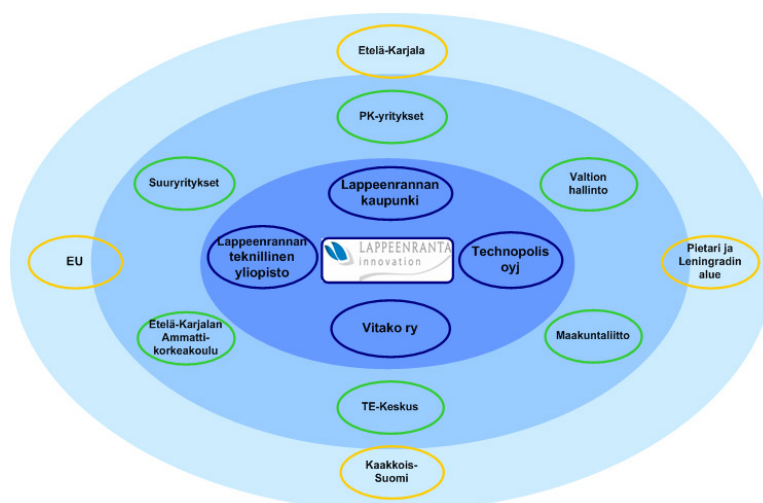 Etelä-Karjala
PK-yritykset
Suuryritykset
Valtion
hallinto
Lappeenrannan
kaupunki
EU
Lappeenrannan
teknillinen
yliopisto
LAPPEENRANTA
innovation
Technopolis
oyj
Pietari ja
Leningradin
alue
Etelä-Karjalan
Ammatti-
korkeakoulu
Vitako ry
Maakuntaliitto
TE-Keskus
Kaakkois-
Suomi